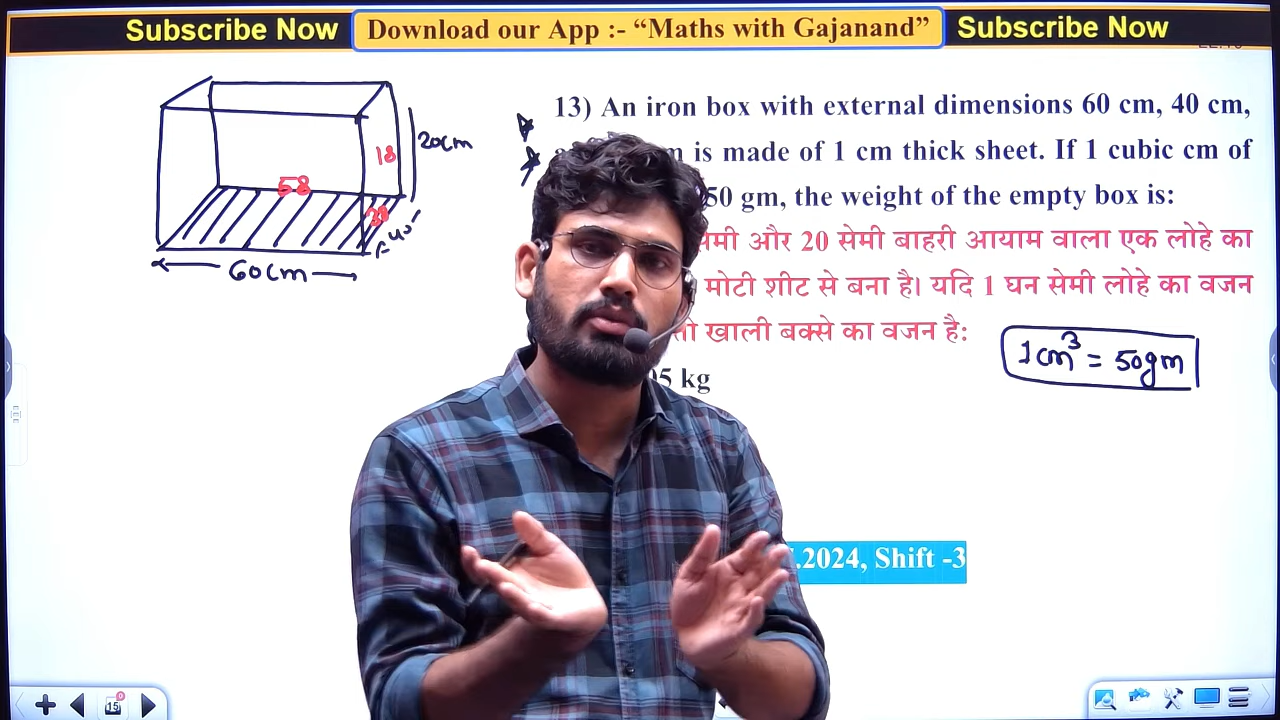 Subscribe Now Download our App :- “Maths with Gajanand” Subscribe Now
13) An iron box with external dimensions 60 cm, 40 cm,
is made of 1 cm thick sheet. If 1 cubic cm of
50 gm, the weight of the empty box is:
और 20 सेमी बाहरी आयाम वाला एक लोहे का
मोटी शीट से बना है। यदि 1 घन सेमी लोहे का वजन
खाली बक्से का वजन है:
kg
.2024, Shift -3
20cm
18
58
38
40
60cm
1cm³ = 50gm
15